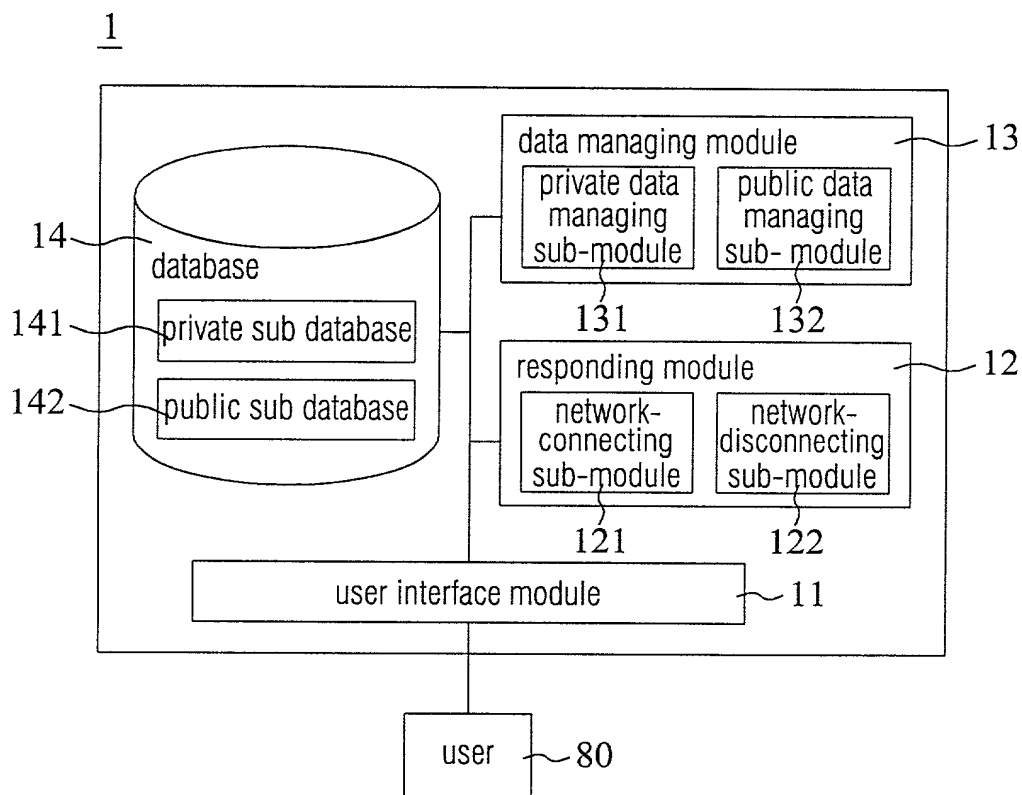 1
data managing module
13
private data
managing
sub-module
public data
managing
sub- module
131
132
14
database
141
private sub database
142
public sub database
responding module
12
network-
connecting
sub-module
network-
disconnecting
sub-module
121
122
user interface module
11
user
80